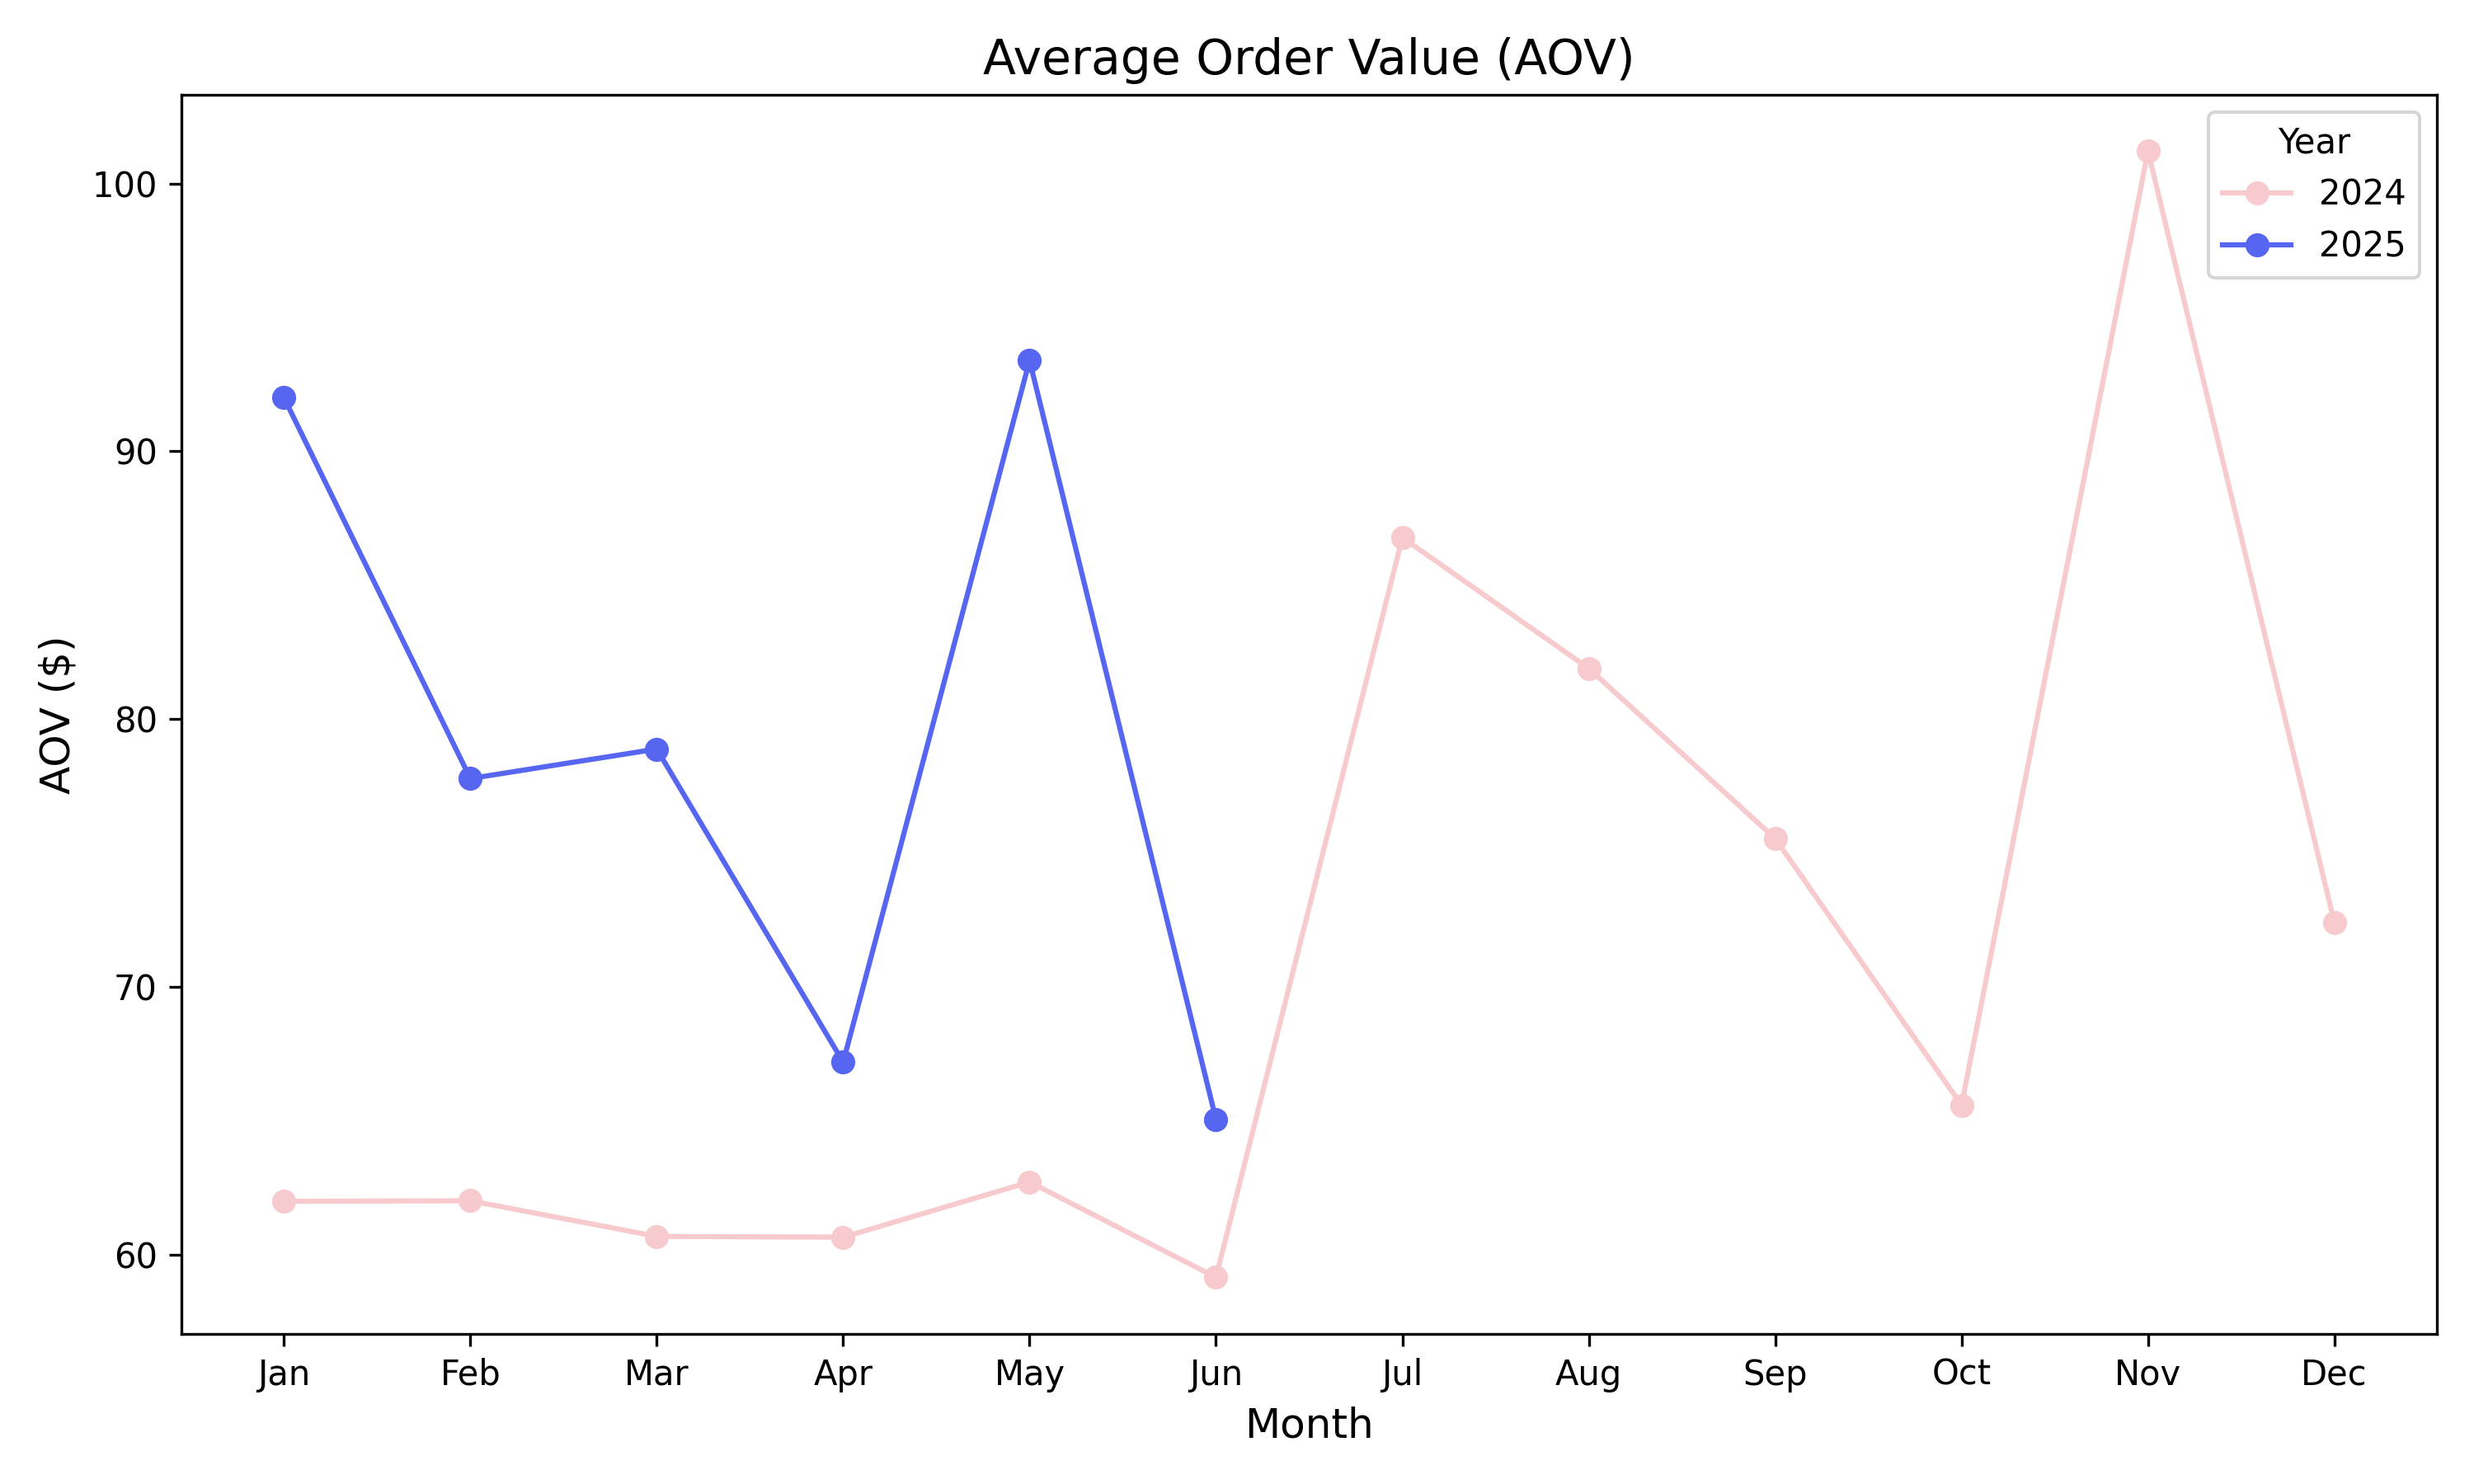 Average Order Value (AOV)
Year
2024
2025
100
90
80
70
60
AOV ($)
Jan Feb Mar Apr May Jun Jul Aug Sep Oct Nov Dec
Month